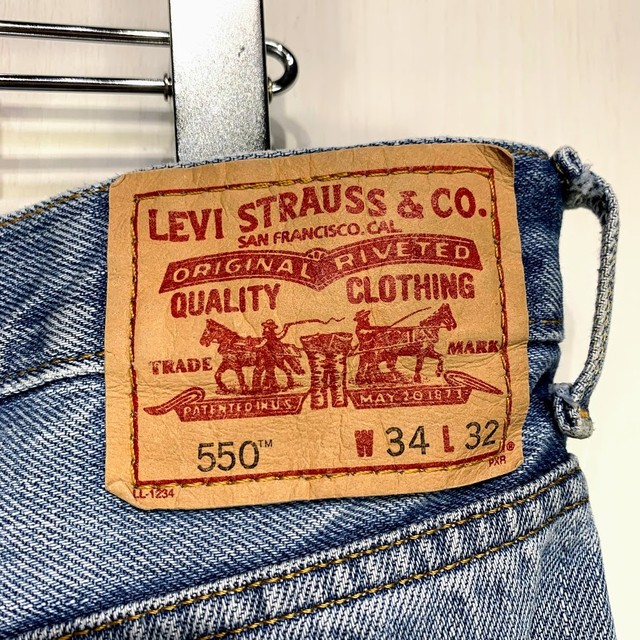 LEVI STRAUSS & CO.
SAN FRANCISCO. CAL.
ORIGINAL RIVETED
QUALITY CLOTHING
TRADE MARK
PATENTED IN U.S. MAY 20 1873
550™ W 34 L 32 ®
LL-1234 PXR